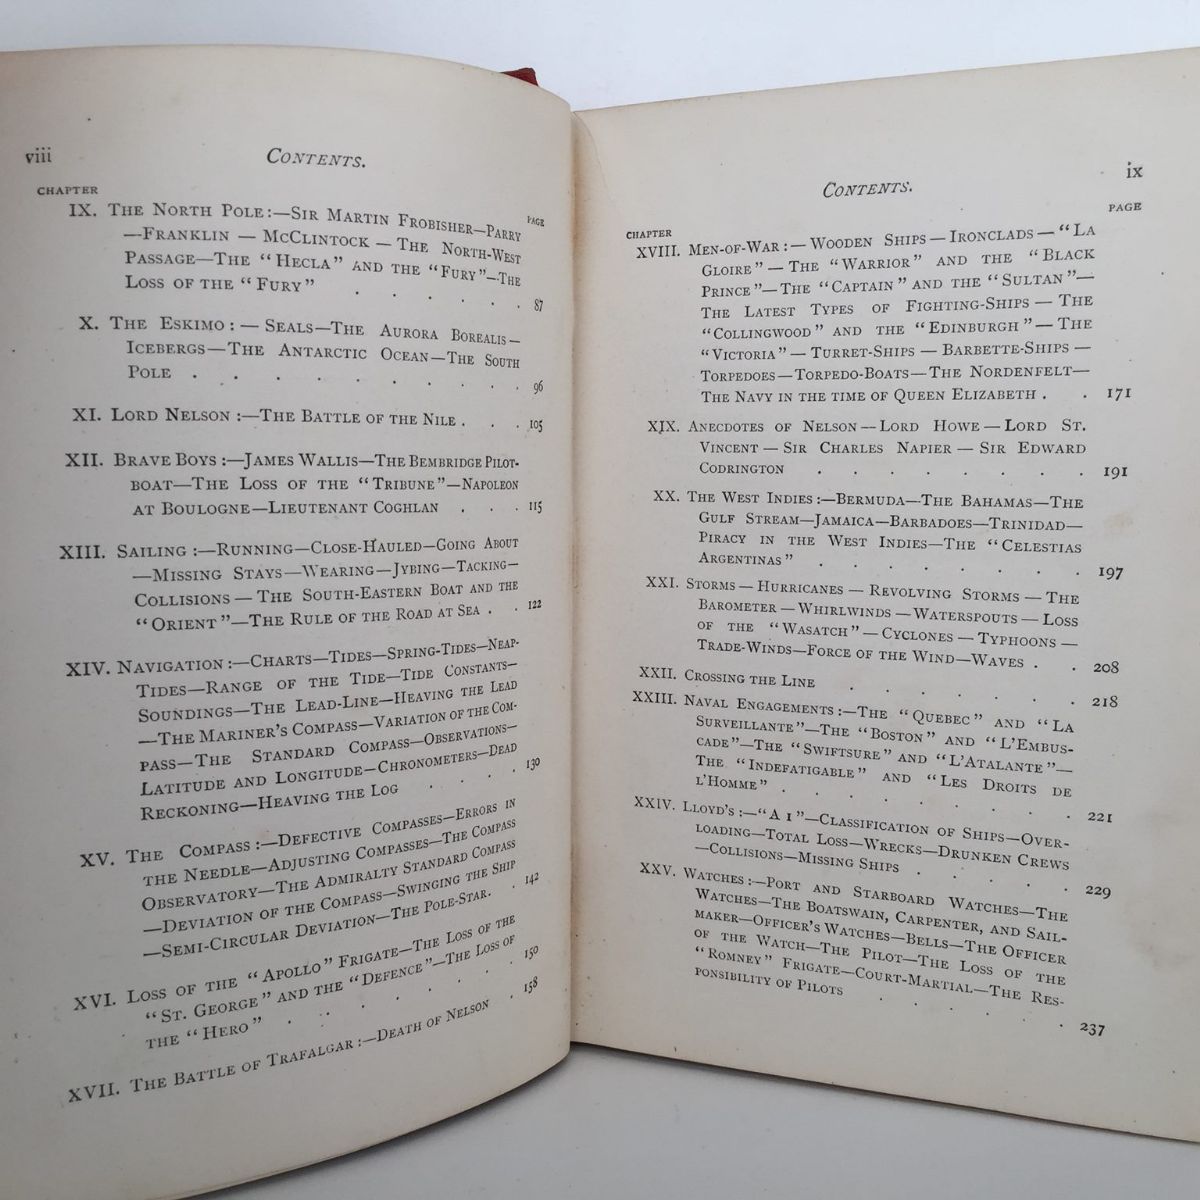 viii
CONTENTS.
CHAPTER
PAGE
IX. THE NORTH POLE:—SIR MARTIN FROBISHER—PARRY
—FRANKLIN — MCCLINTOCK — THE NORTH-WEST
PASSAGE—THE "HECLA" AND THE "FURY"—THE
LOSS OF THE "FURY" . . . . . . 87
X. THE ESKIMO: — SEALS—THE AURORA BOREALIS—
ICEBERGS—THE ANTARCTIC OCEAN—THE SOUTH
POLE . . . . . . . . . . 96
XI. LORD NELSON :—THE BATTLE OF THE NILE . . . 105
XII. BRAVE BOYS :—JAMES WALLIS—THE BEMBRIDGE PILOT-
BOAT—THE LOSS OF THE "TRIBUNE"—NAPOLEON
AT BOULOGNE—LIEUTENANT COGHLAN . . . 115
XIII. SAILING :—RUNNING—CLOSE-HAULED—GOING ABOUT
—MISSING STAYS—WEARING—JYBING—TACKING—
COLLISIONS — THE SOUTH-EASTERN BOAT AND THE
"ORIENT"—THE RULE OF THE ROAD AT SEA . . 122
XIV. NAVIGATION :—CHARTS—TIDES—SPRING-TIDES—NEAP-
TIDES—RANGE OF THE TIDE—TIDE CONSTANTS—
SOUNDINGS—THE LEAD-LINE—HEAVING THE LEAD
—THE MARINER'S COMPASS—VARIATION OF THE COM-
PASS—THE STANDARD COMPASS—OBSERVATIONS—
LATITUDE AND LONGITUDE—CHRONOMETERS—DEAD
RECKONING—HEAVING THE LOG . . . 130
XV. THE COMPASS :—DEFECTIVE COMPASSES—ERRORS IN
THE NEEDLE—ADJUSTING COMPASSES—THE COMPASS
OBSERVATORY—THE ADMIRALTY STANDARD COMPASS
—DEVIATION OF THE COMPASS—SWINGING THE SHIP
—SEMI-CIRCULAR DEVIATION—THE POLE-STAR. . 142
XVI. LOSS OF THE "APOLLO" FRIGATE—THE LOSS OF THE
"ST. GEORGE" AND THE "DEFENCE"—THE LOSS OF
THE "HERO" . . . . . . 150
XVII. THE BATTLE OF TRAFALGAR :—DEATH OF NELSON . 158
ix
CONTENTS.
CHAPTER
PAGE
XVIII. MEN-OF-WAR : — WOODEN SHIPS — IRONCLADS — "LA
GLOIRE" — THE "WARRIOR" AND THE "BLACK
PRINCE"—THE "CAPTAIN" AND THE "SULTAN"—
THE LATEST TYPES OF FIGHTING-SHIPS — THE
"COLLINGWOOD" AND THE "EDINBURGH" — THE
"VICTORIA" — TURRET-SHIPS — BARBETTE-SHIPS —
TORPEDOES—TORPEDO-BOATS—THE NORDENFELT—
THE NAVY IN THE TIME OF QUEEN ELIZABETH . . 171
XIX. ANECDOTES OF NELSON — LORD HOWE — LORD ST.
VINCENT — SIR CHARLES NAPIER — SIR EDWARD
CODRINGTON . . . . . . . 191
XX. THE WEST INDIES :—BERMUDA—THE BAHAMAS—THE
GULF STREAM—JAMAICA—BARBADOES—TRINIDAD—
PIRACY IN THE WEST INDIES—THE "CELESTIAS
ARGENTINAS" . . . . . . . 197
XXI. STORMS — HURRICANES — REVOLVING STORMS — THE
BAROMETER — WHIRLWINDS —WATERSPOUTS — LOSS
OF THE "WASATCH" — CYCLONES — TYPHOONS —
TRADE-WINDS—FORCE OF THE WIND—WAVES . . 208
XXII. CROSSING THE LINE . . . . . . 218
XXIII. NAVAL ENGAGEMENTS :—THE "QUEBEC" AND "LA
SURVEILLANTE"—THE "BOSTON" AND "L'EMBUS-
CADE"—THE "SWIFTSURE" AND "L'ATALANTE"—
THE "INDEFATIGABLE" AND "LES DROITS DE
L'HOMME" . . . . . . . 221
XXIV. LLOYD'S :—"A 1"—CLASSIFICATION OF SHIPS—OVER-
LOADING—TOTAL LOSS—WRECKS—DRUNKEN CREWS
—COLLISIONS—MISSING SHIPS . . . . 229
XXV. WATCHES :—PORT AND STARBOARD WATCHES—THE
WATCHES—THE BOATSWAIN, CARPENTER, AND SAIL-
MAKER—OFFICER'S WATCHES—BELLS—THE OFFICER
OF THE WATCH—THE PILOT—THE LOSS OF THE
"ROMNEY" FRIGATE—COURT-MARTIAL—THE RES-
PONSIBILITY OF PILOTS . . . . . 237